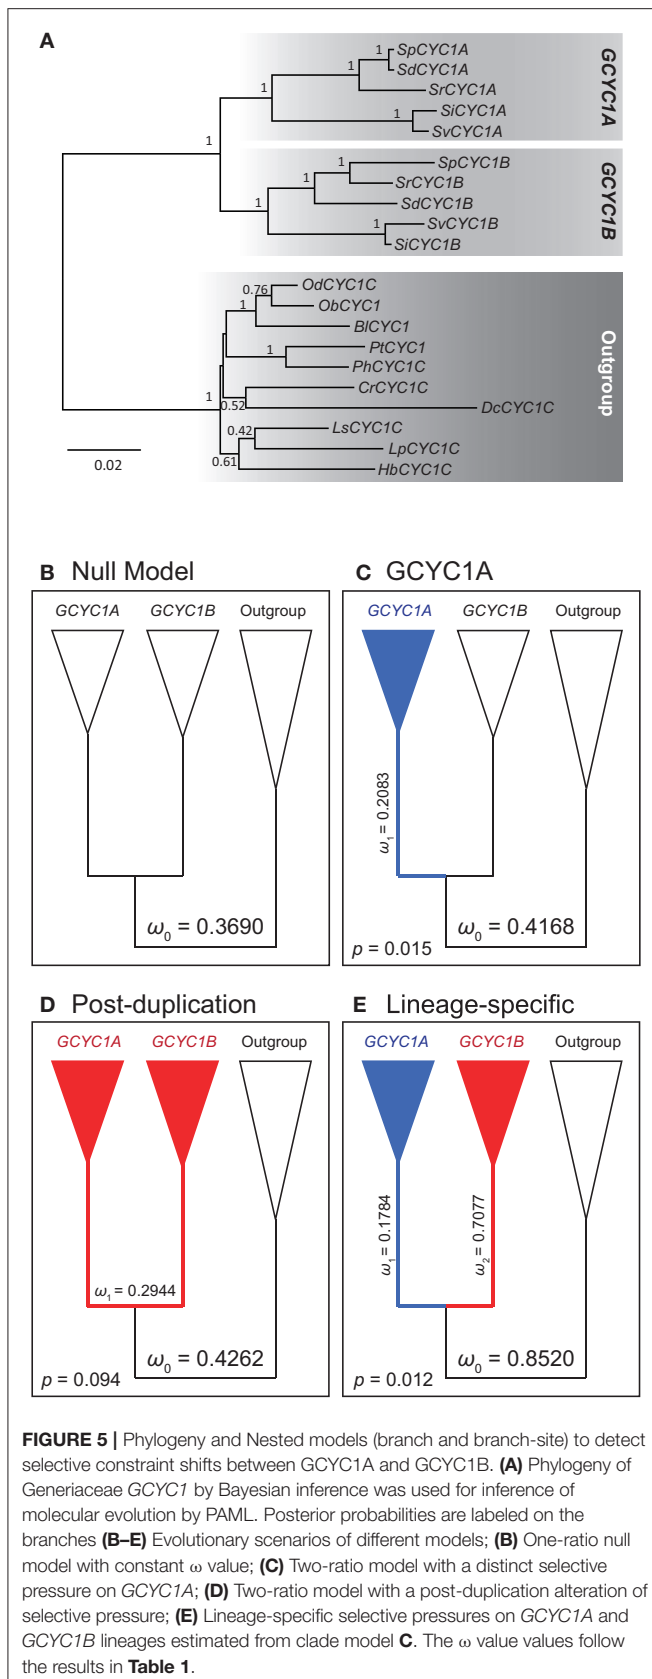 A
1
SpCYC1A
SdCYC1A
1
SrCYC1A
1
SiCYC1A
1
SvCYC1A
GCYC1A
1
1
SpCYC1B
1
SrCYC1B
SdCYC1B
1
SvCYC1B
1
SiCYC1B
GCYC1B
0.76
OdCYC1C
1
ObCYC1
BlCYC1
PtCYC1
1
PhCYC1C
1
CrCYC1C
0.52
DcCYC1C
0.42
LsCYC1C
LpCYC1C
0.61
HbCYC1C
Outgroup
0.02
B Null Model
GCYC1A GCYC1B Outgroup
ω0 = 0.3690
C GCYC1A
GCYC1A GCYC1B Outgroup
ω1 = 0.2083
ω0 = 0.4168
p = 0.015
D Post-duplication
GCYC1A GCYC1B Outgroup
ω1 = 0.2944
ω0 = 0.4262
p = 0.094
E Lineage-specific
GCYC1A GCYC1B Outgroup
ω1 = 0.1784
ω2 = 0.7077
ω0 = 0.8520
p = 0.012
FIGURE 5 | Phylogeny and Nested models (branch and branch-site) to detect
selective constraint shifts between GCYC1A and GCYC1B. (A) Phylogeny of
Generiaceae GCYC1 by Bayesian inference was used for inference of
molecular evolution by PAML. Posterior probabilities are labeled on the
branches (B–E) Evolutionary scenarios of different models; (B) One-ratio null
model with constant ω value; (C) Two-ratio model with a distinct selective
pressure on GCYC1A; (D) Two-ratio model with a post-duplication alteration of
selective pressure; (E) Lineage-specific selective pressures on GCYC1A and
GCYC1B lineages estimated from clade model C. The ω value values follow
the results in Table 1.